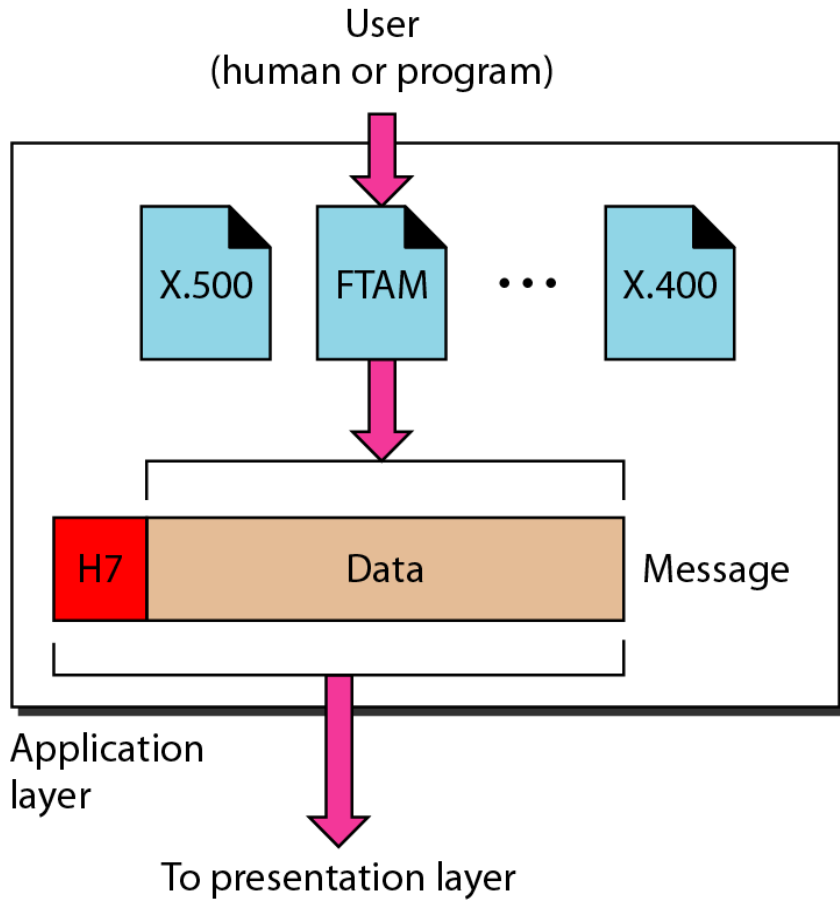 User
(human or program)
X.500
FTAM
...
X.400
H7
Data
Message
Application
layer
To presentation layer